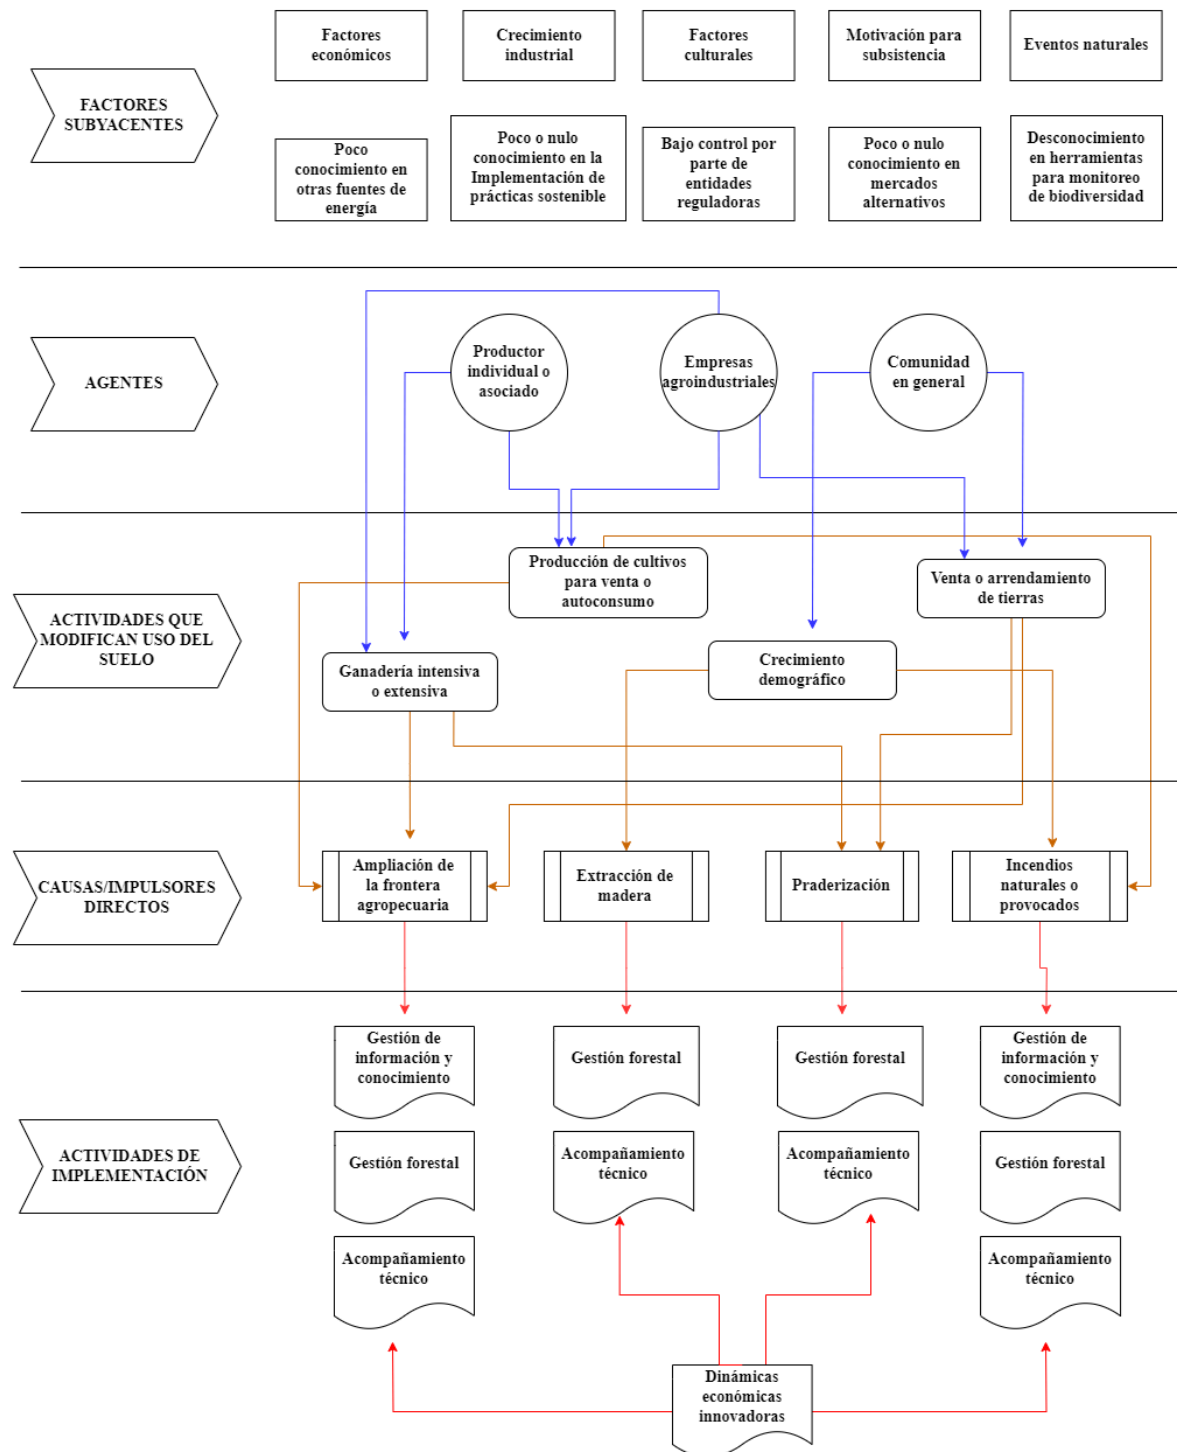 Factores
económicos
Crecimiento
industrial
Factores
culturales
Motivación para
subsistencia
Eventos naturales
FACTORES
SUBYACENTES
Poco
conocimiento en
otras fuentes de
energía
Poco o nulo
conocimiento en la
Implementación de
prácticas sostenible
Bajo control por
parte de
entidades
reguladoras
Poco o nulo
conocimiento en
mercados
alternativos
Desconocimiento
en herramientas
para monitoreo
de biodiversidad
AGENTES
Productor
individual o
asociado
Empresas
agroindustriales
Comunidad
en general
ACTIVIDADES QUE
MODIFICAN USO DEL
SUELO
Producción de cultivos
para venta o
autoconsumo
Venta o arrendamiento
de tierras
Ganadería intensiva
o extensiva
Crecimiento
demográfico
CAUSAS/IMPULSORES
DIRECTOS
Ampliación de
la frontera
agropecuaria
Extracción de
madera
Praderización
Incendios
naturales o
provocados
ACTIVIDADES DE
IMPLEMENTACIÓN
Gestión de
información y
conocimiento
Gestión forestal
Gestión forestal
Gestión de
información y
conocimiento
Gestión forestal
Acompañamiento
técnico
Acompañamiento
técnico
Gestión forestal
Acompañamiento
técnico
Acompañamiento
técnico
Dinámicas
económicas
innovadoras